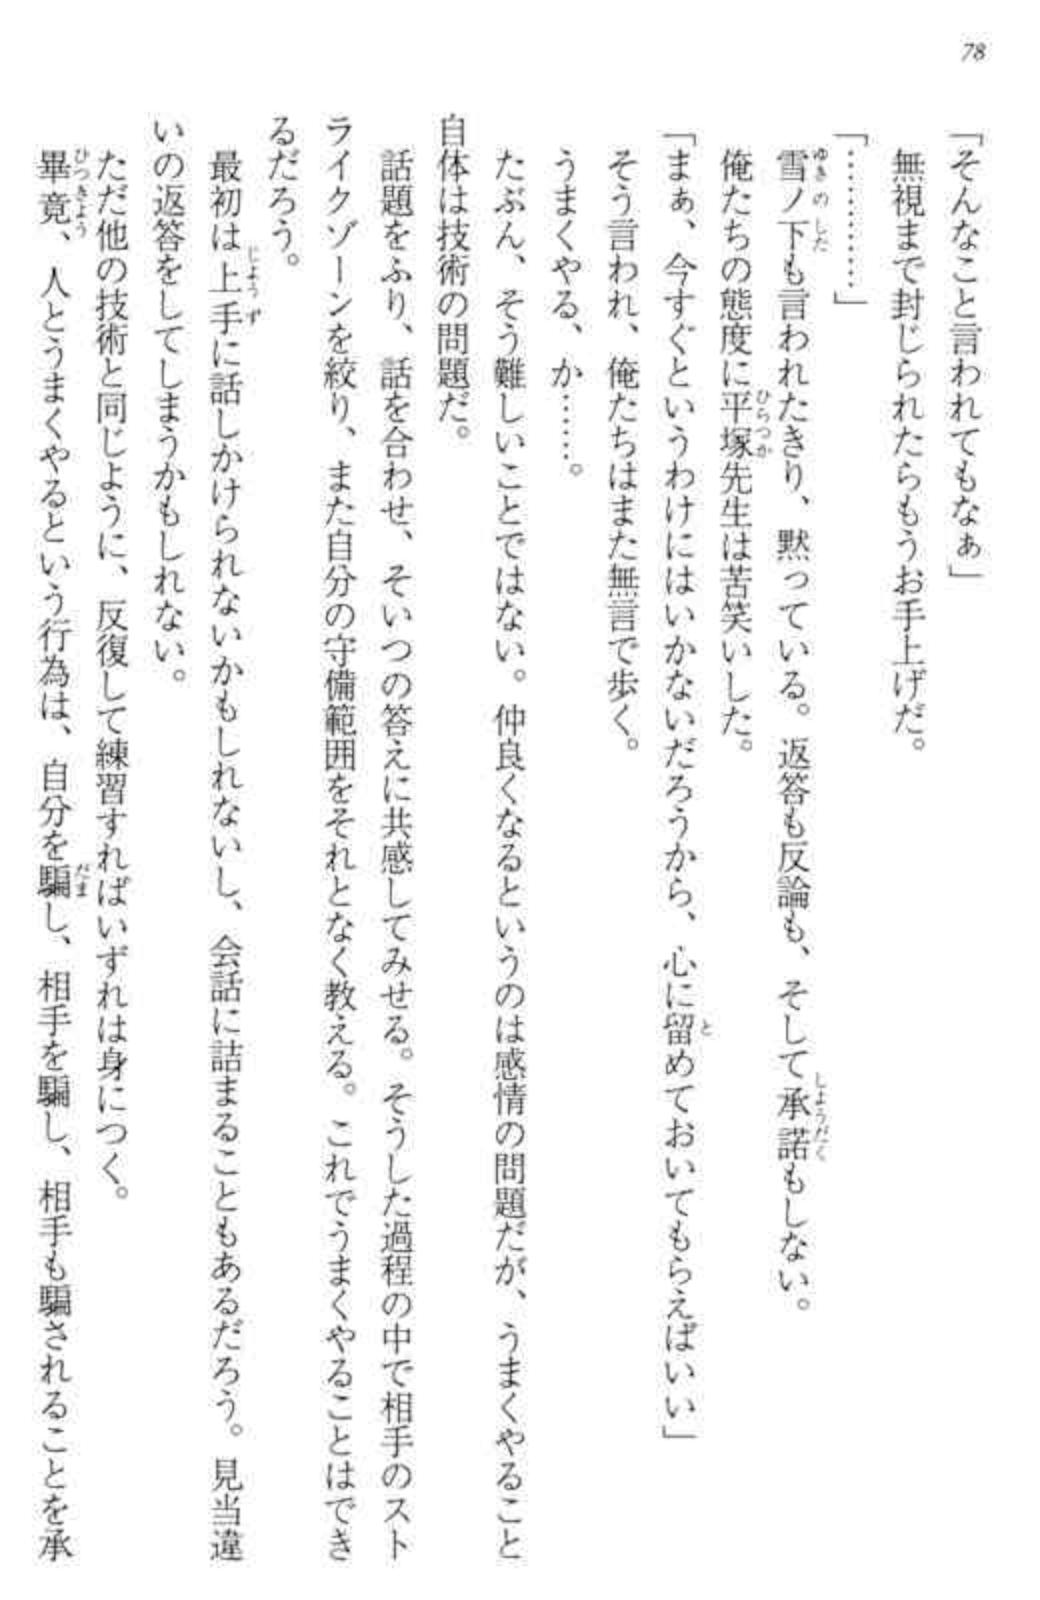 78
「そんなこと言われてもなぁ」
無視まで封じられたらもうお手上げだ。
「…………」
雪ノ下も言われたきり、黙っている。返答も反論も、そして承諾もしない。
俺たちの態度に平塚先生は苦笑いした。
「まぁ、今すぐというわけにはいかないだろうから、心に留めておいてもらえばいい」
そう言われ、俺たちはまた無言で歩く。
うまくやる、か……。
たぶん、そう難しいことではない。仲良くなるというのは感情の問題だが、うまくやること
自体は技術の問題だ。
話題をふり、話を合わせ、そいつの答えに共感してみせる。そうした過程の中で相手のスト
ライクゾーンを絞り、また自分の守備範囲をそれとなく教える。これでうまくやることはでき
るだろう。
最初は上手に話しかけられないかもしれないし、会話に詰まることもあるだろう。見当違
いの返答をしてしまうかもしれない。
ただ他の技術と同じように、反復して練習すればいずれは身につく。
畢竟、人とうまくやるという行為は、自分を騙し、相手を騙し、相手も騙されることを承